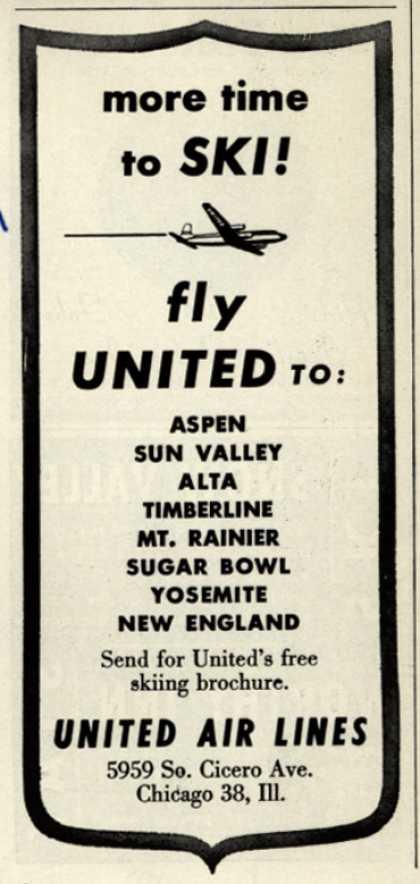 more time
to SKI!
fly
UNITED TO:
ASPEN
SUN VALLEY
ALTA
TIMBERLINE
MT. RAINIER
SUGAR BOWL
YOSEMITE
NEW ENGLAND
Send for United's free
skiing brochure.
UNITED AIR LINES
5959 So. Cicero Ave.
Chicago 38, Ill.